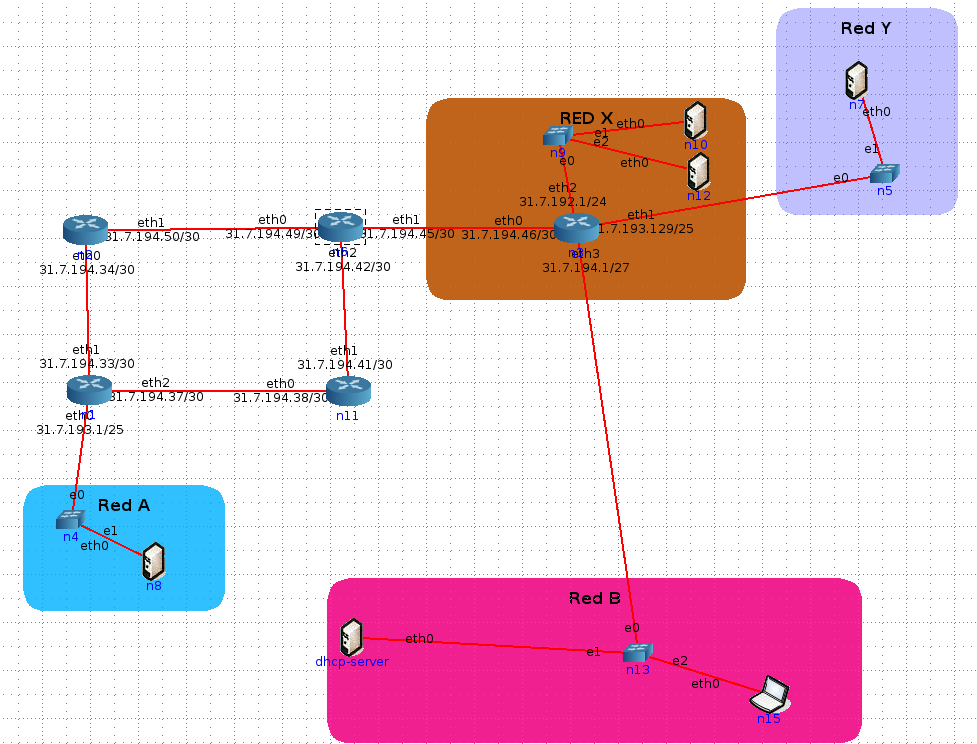 Red Y
n7
eth0
e1
e0
n5
RED X
n9
e1
eth0
n10
e2
e0
eth0
n12
eth2
31.7.192.1/24
eth1
31.7.193.129/25
eth0
31.7.194.46/30
eth3
31.7.194.1/27
eth1
31.7.194.50/30
eth0
31.7.194.49/30
eth1
31.7.194.45/30
eth0
31.7.194.34/30
eth2
31.7.194.42/30
eth1
31.7.194.33/30
eth1
31.7.194.41/30
eth2
31.7.194.37/30
eth0
31.7.194.38/30
n11
eth0
n1
31.7.193.1/25
e0
Red A
n4
e1
eth0
n8
Red B
e0
eth0
e1
dhcp-server
n13
e2
eth0
n15